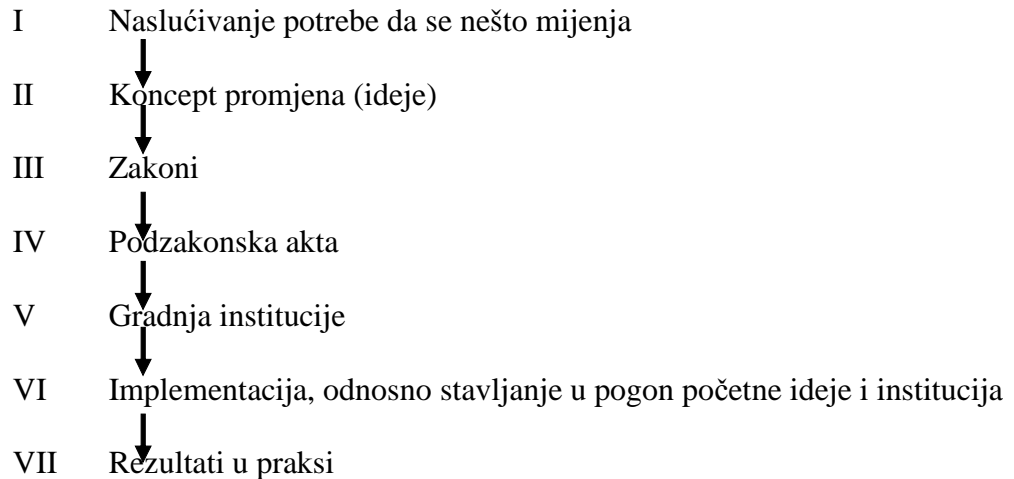 I Naslućivanje potrebe da se nešto mijenja
II Koncept promjena (ideje)
III Zakoni
IV Podzakonska akta
V Gradnja institucije
VI Implementacija, odnosno stavljanje u pogon početne ideje i institucija
VII Rezultati u praksi